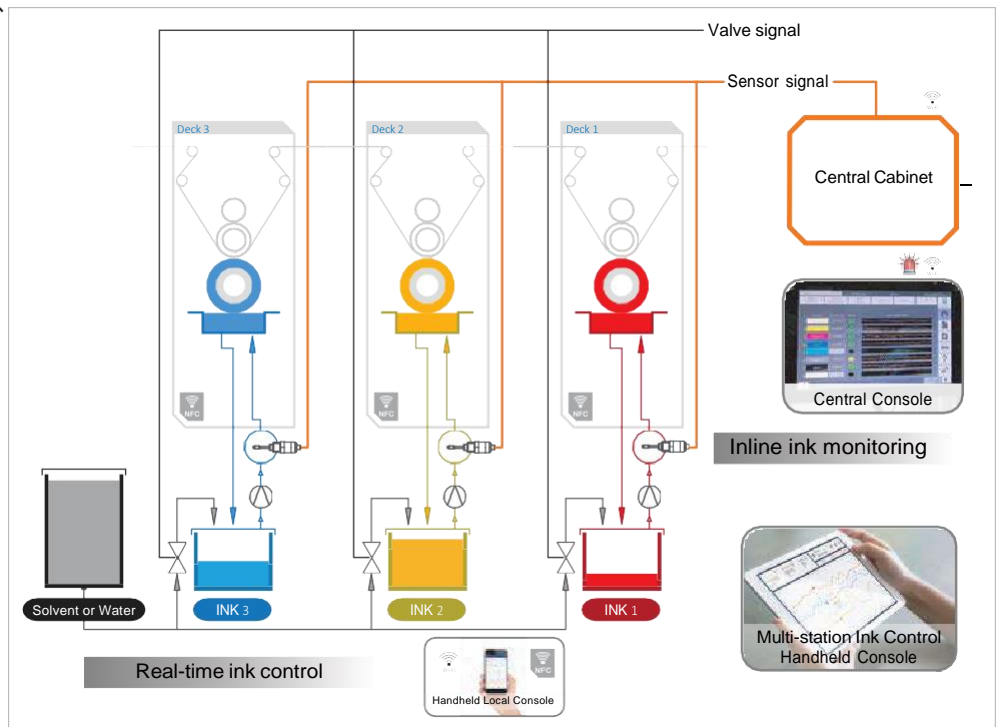 Valve signal
Sensor signal
Deck 3
Deck 2
Deck 1
Central Cabinet
Central Console
NFC
NFC
NFC
Inline ink monitoring
Solvent or Water
INK 3
INK 2
INK 1
Multi-station Ink Control
Handheld Console
Real-time ink control
NFC
Handheld Local Console